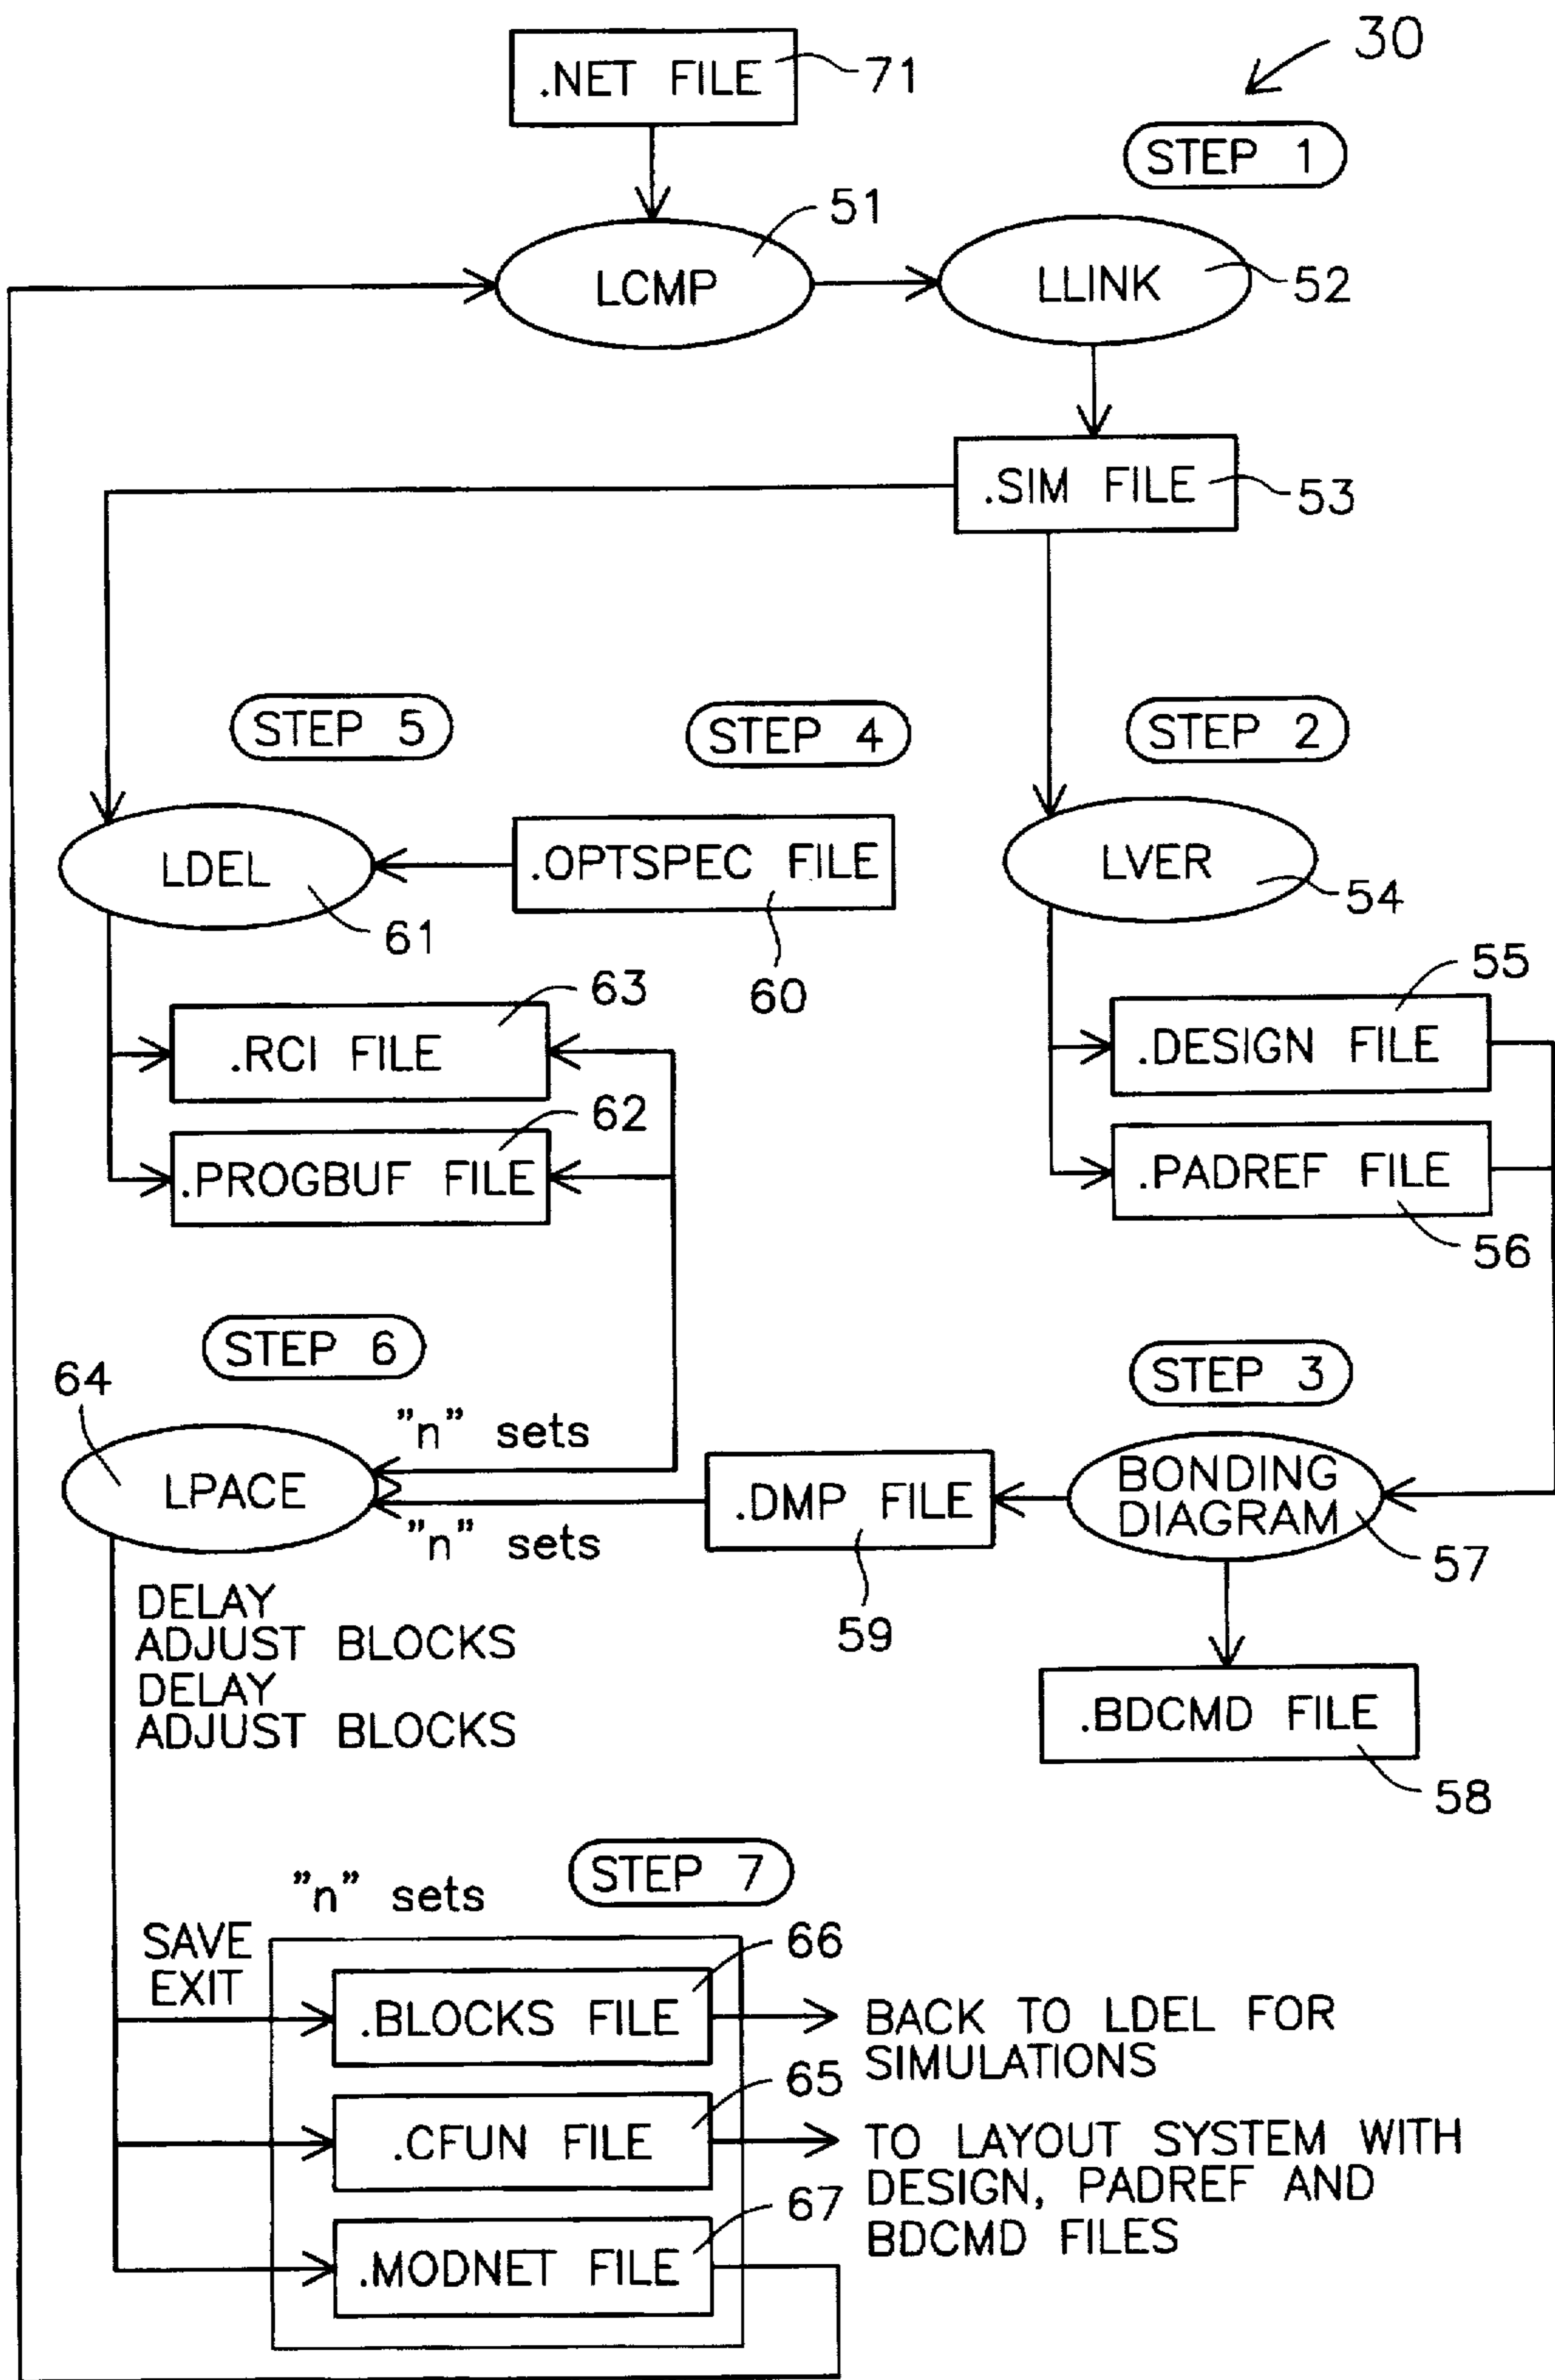 30
.NET FILE
71
STEP 1
51
LCMP
LLINK
52
.SIM FILE
53
STEP 5
STEP 4
STEP 2
LDEL
61
.OPTSPEC FILE
60
LVER
54
63
.RCI FILE
62
.PROGBUF FILE
55
.DESIGN FILE
.PADREF FILE
56
STEP 6
STEP 3
64
LPACE
"n" sets
"n" sets
.DMP FILE
59
BONDING
DIAGRAM
57
DELAY
ADJUST BLOCKS
DELAY
ADJUST BLOCKS
.BDCMD FILE
58
STEP 7
"n" sets
SAVE
EXIT
66
.BLOCKS FILE
BACK TO LDEL FOR
SIMULATIONS
65
.CFUN FILE
TO LAYOUT SYSTEM WITH
DESIGN, PADREF AND
BDCMD FILES
67
.MODNET FILE